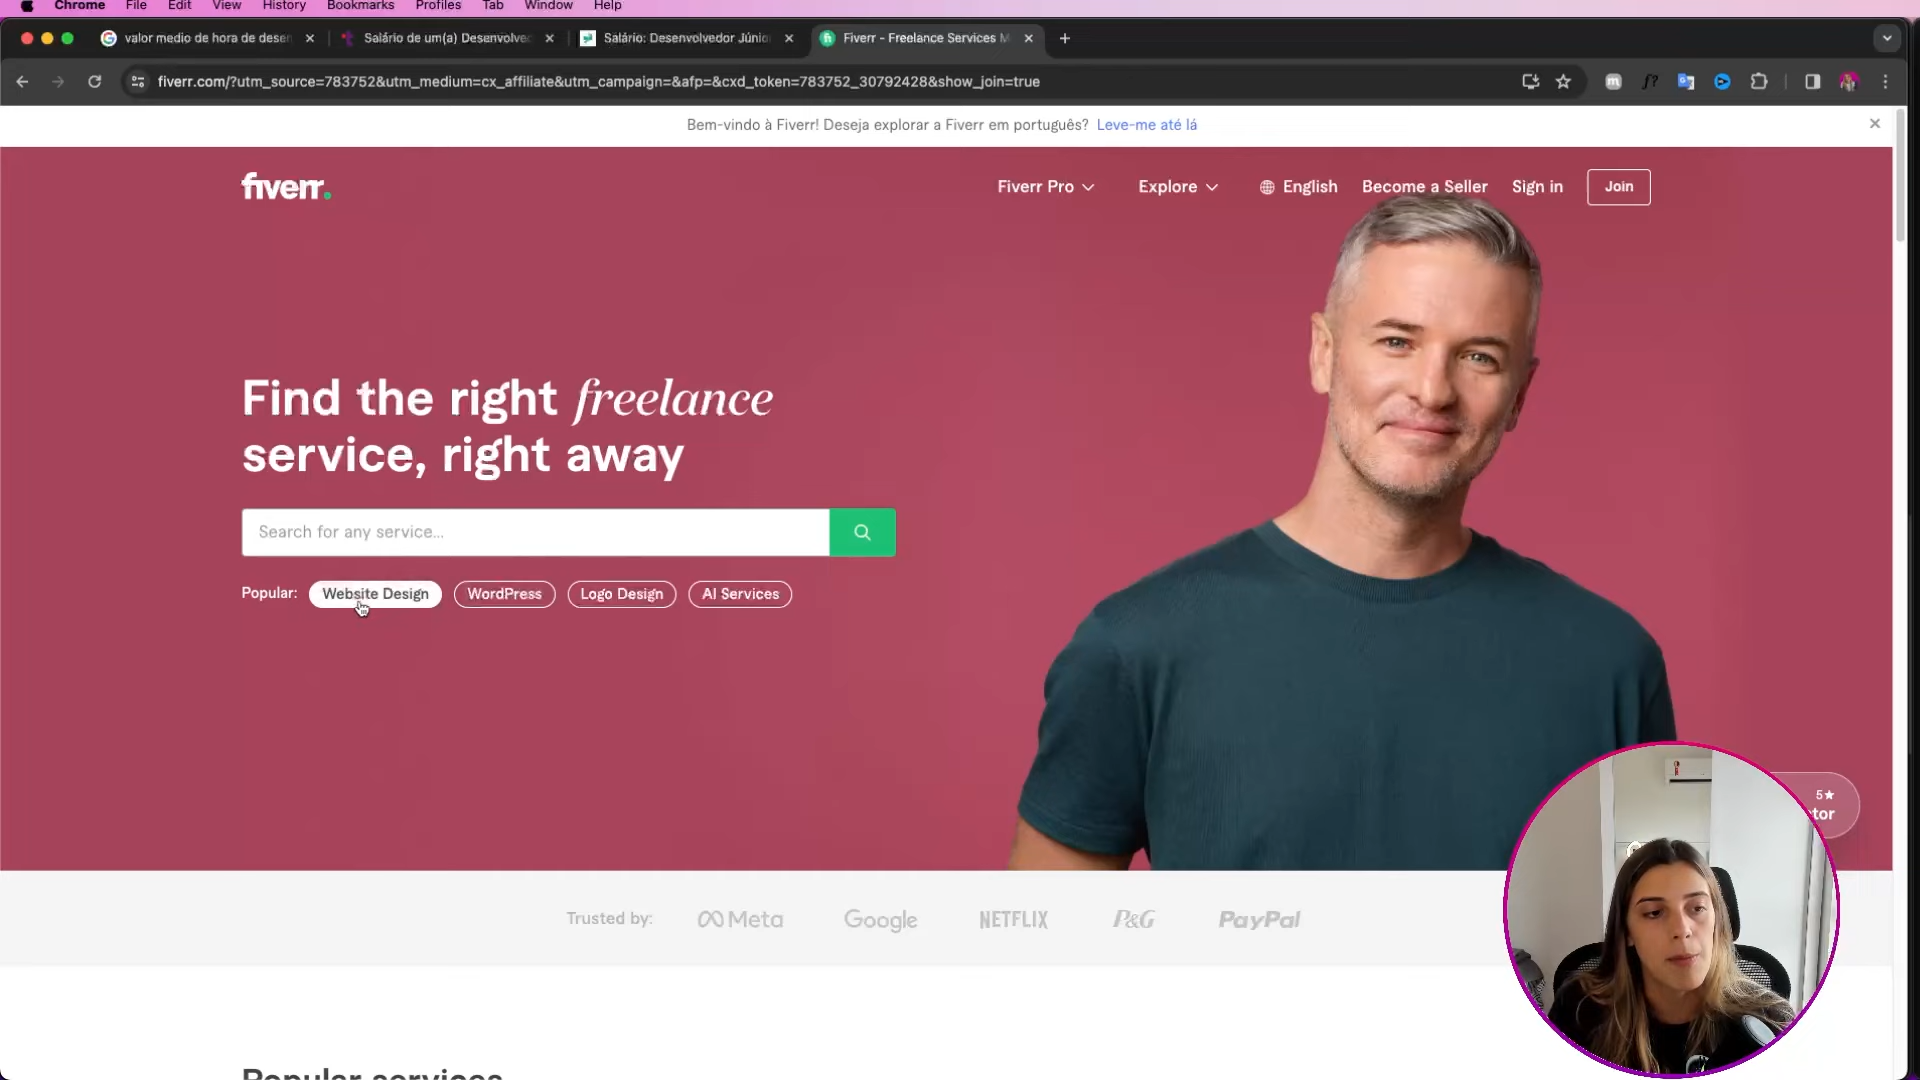 Chrome File Edit View History Bookmarks Profiles Tab Window Help
valor medio de hora de desen
Salário de um(a) Desenvolve
Salário: Desenvolvedor Júnio
Fiverr - Freelance Services M
fiverr.com/?utm_source=783752&utm_medium=cx_affiliate&utm_campaign=&afp=&cxd_token=783752_30792428&show_join=true
Bem-vindo à Fiverr! Deseja explorar a Fiverr em português? Leve-me até lá
fiverr.
Fiverr Pro Explore English Become a Seller Sign in Join
Find the right freelance
service, right away
Search for any service...
Popular: Website Design WordPress Logo Design AI Services
5★
tor
Trusted by: Meta Google NETFLIX P&G PayPal
Popular services